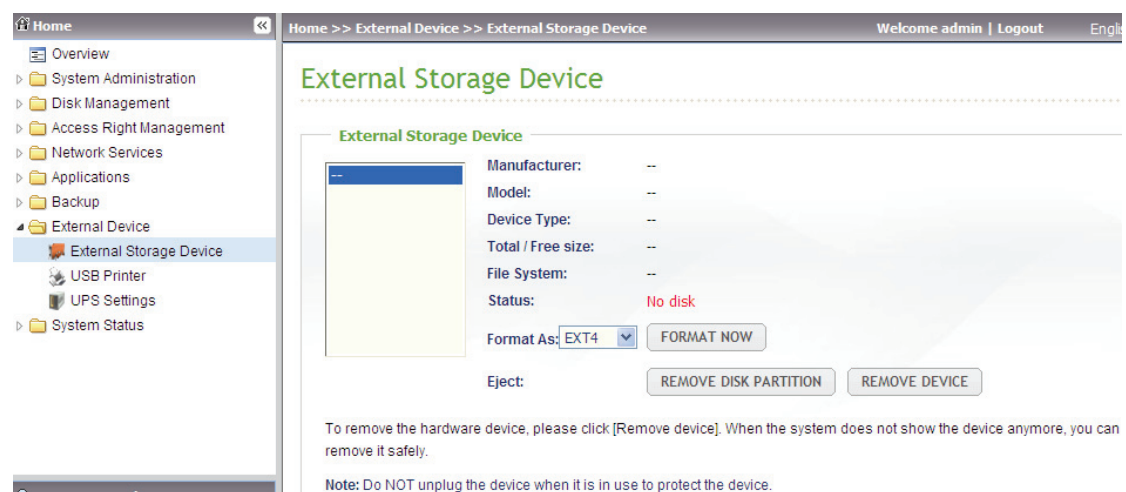 Home
Overview
System Administration
Disk Management
Access Right Management
Network Services
Applications
Backup
External Device
External Storage Device
USB Printer
UPS Settings
System Status
Home >> External Device >> External Storage Device Welcome admin | Logout
External Storage Device
External Storage Device
--
Manufacturer: --
Model: --
Device Type: --
Total / Free size: --
File System: --
Status: No disk
Format As: EXT4 FORMAT NOW
Eject: REMOVE DISK PARTITION REMOVE DEVICE
To remove the hardware device, please click [Remove device]. When the system does not show the device anymore, you can
remove it safely.
Note: Do NOT unplug the device when it is in use to protect the device.